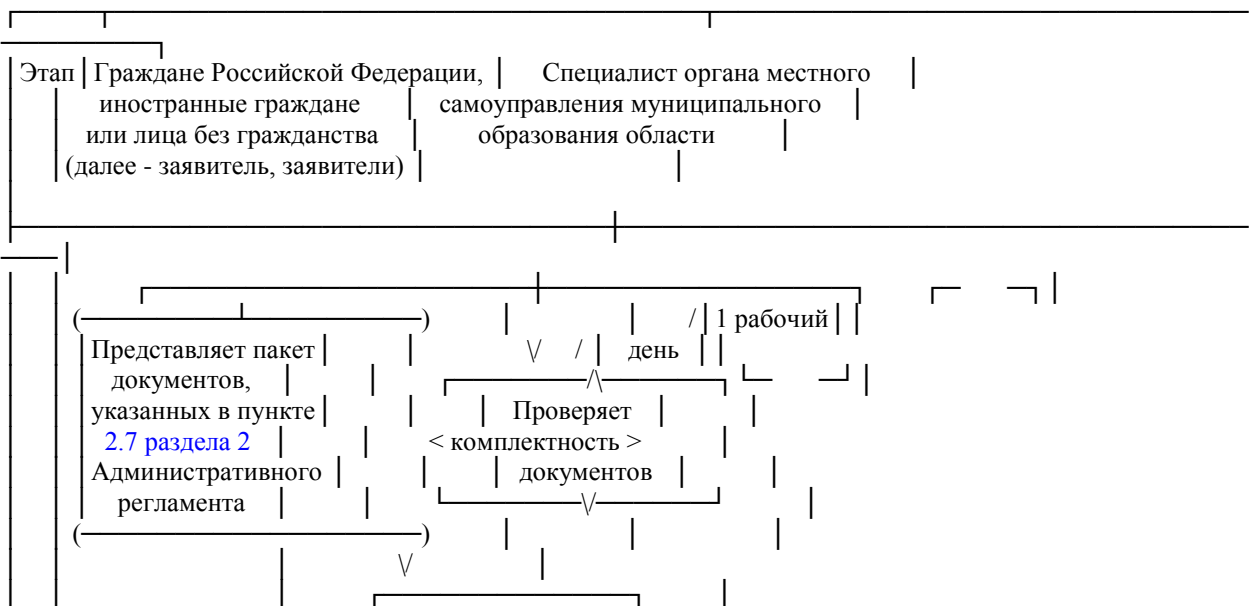 Этап Граждане Российской Федерации, Специалист органа местного
иностранные граждане самоуправления муниципального
или лица без гражданства образования области
(далее - заявитель, заявители)
/ 1 рабочий
Представляет пакет \/ / день
документов, /\
указанных в пункте Проверяет
2.7 раздела 2 < комплектность >
Административного документов
регламента \/
\/